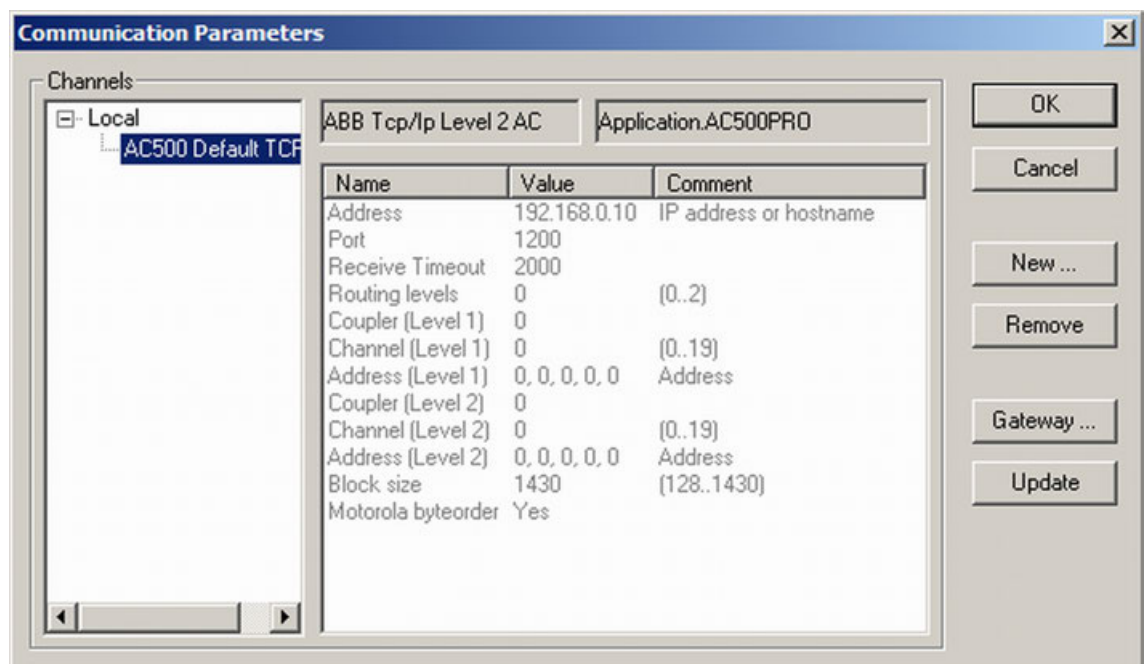 Communication Parameters
Channels
Local
AC500 Default TCP
ABB Tcp/Ip Level 2 AC
Application.AC500PRO
Name Value Comment
Address 192.168.0.10 IP address or hostname
Port 1200
Receive Timeout 2000
Routing levels 0 (0..2)
Coupler (Level 1) 0
Channel (Level 1) 0 (0..19)
Address (Level 1) 0, 0, 0, 0, 0 Address
Coupler (Level 2) 0
Channel (Level 2) 0 (0..19)
Address (Level 2) 0, 0, 0, 0, 0 Address
Block size 1430 (128..1430)
Motorola byteorder Yes
OK
Cancel
New ...
Remove
Gateway ...
Update